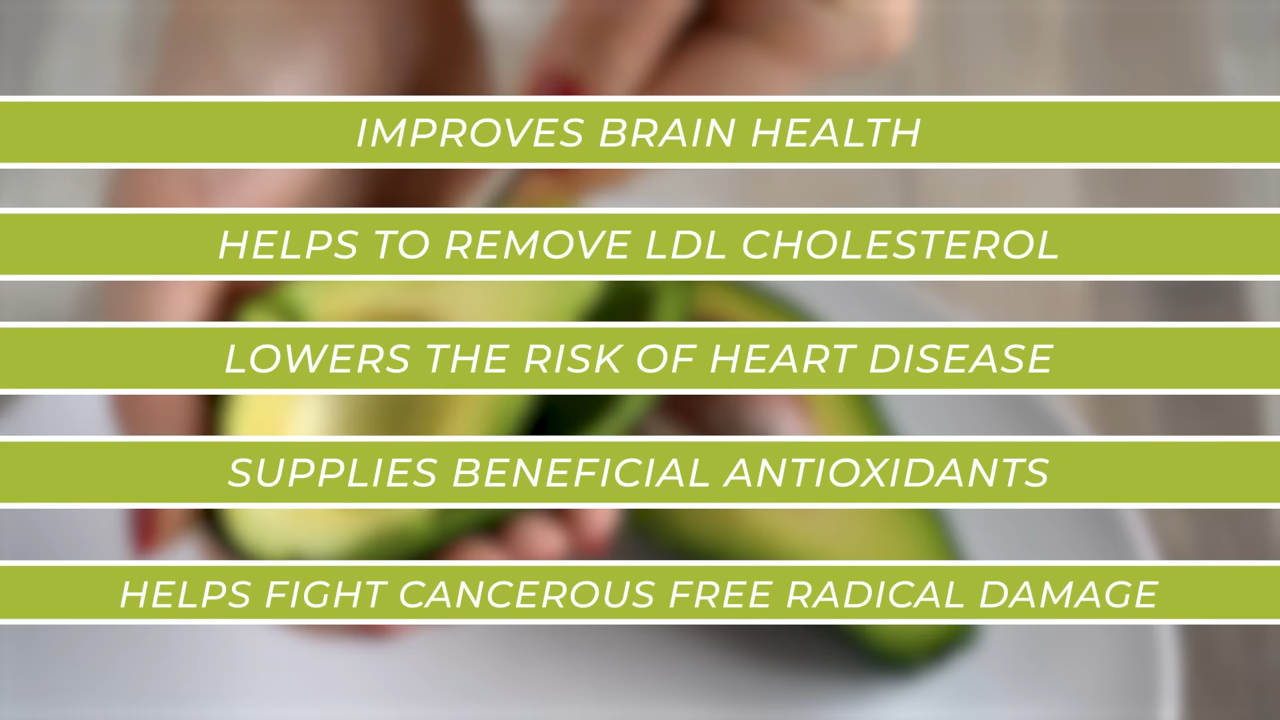 IMPROVES BRAIN HEALTH
HELPS TO REMOVE LDL CHOLESTEROL
LOWERS THE RISK OF HEART DISEASE
SUPPLIES BENEFICIAL ANTIOXIDANTS
HELPS FIGHT CANCEROUS FREE RADICAL DAMAGE